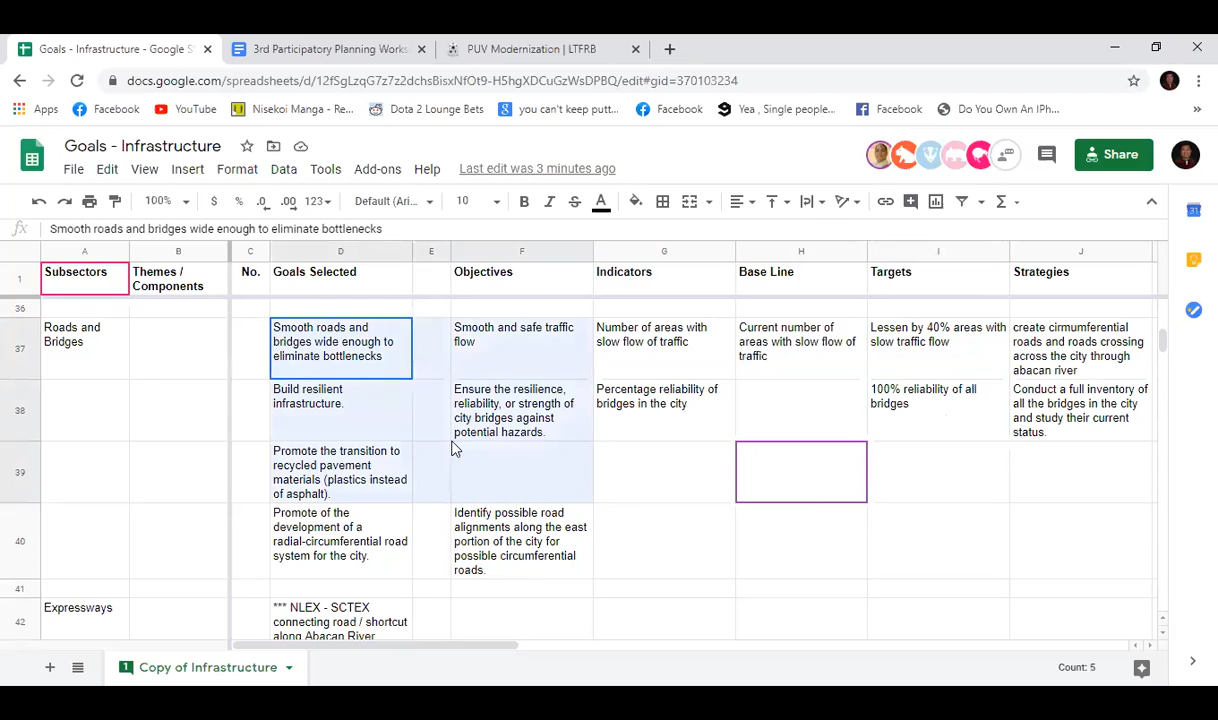 Goals - Infrastructure - Google S
3rd Participatory Planning Works
PUV Modernization | LTFRB
docs.google.com/spreadsheets/d/12fSgLzqG7z7z2dchsBisxNfOt9-H5hgXDCuGzWsDPBQ/edit#gid=370103234
Apps
Facebook
YouTube
Nisekoi Manga - Re...
Dota 2 Lounge Bets
you can't keep putt...
Facebook
Yea , Single people...
Facebook
Do You Own An IPh...
Goals - Infrastructure
Share
File Edit View Insert Format Data Tools Add-ons Help Last edit was 3 minutes ago
100% $ % .0 .00 123 Default (Ari... 10 B I S A
fx Smooth roads and bridges wide enough to eliminate bottlenecks
A B C D E F G H I J
1
Subsectors
Themes /
Components
No.
Goals Selected
Objectives
Indicators
Base Line
Targets
Strategies
36
37
Roads and
Bridges
Smooth roads and
bridges wide enough to
eliminate bottlenecks
Smooth and safe traffic
flow
Number of areas with
slow flow of traffic
Current number of
areas with slow flow of
traffic
Lessen by 40% areas with
slow traffic flow
create cirmumferential
roads and roads crossing
across the city through
abacan river
38
Build resilient
infrastructure.
Ensure the resilience,
reliability, or strength of
city bridges against
potential hazards.
Percentage reliability of
bridges in the city
100% reliability of all
bridges
Conduct a full inventory of
all the bridges in the city
and study their current
status.
39
Promote the transition to
recycled pavement
materials (plastics instead
of asphalt).
40
Promote of the
development of a
radial-circumferential road
system for the city.
Identify possible road
alignments along the east
portion of the city for
possible circumferential
roads.
41
42
Expressways
*** NLEX - SCTEX
connecting road / shortcut
along Abacan River
1 Copy of Infrastructure
Count: 5